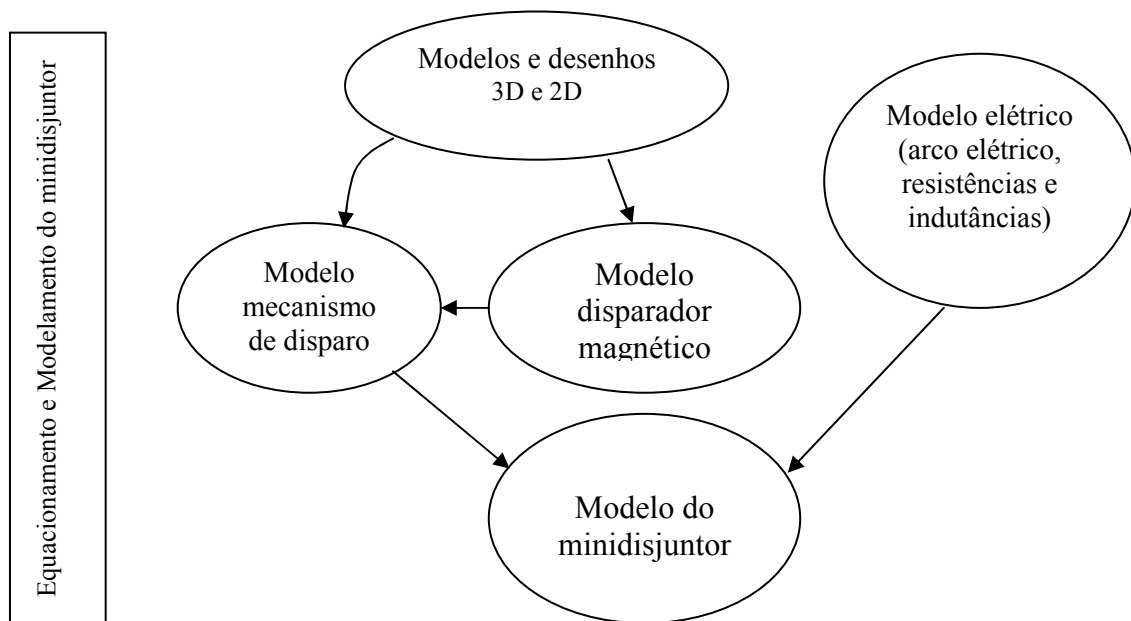 Equacionamento e Modelamento do minidisjuntor
Modelos e desenhos
3D e 2D
Modelo elétrico
(arco elétrico,
resistências e
indutâncias)
Modelo
mecanismo
de disparo
Modelo
disparador
magnético
Modelo do
minidisjuntor